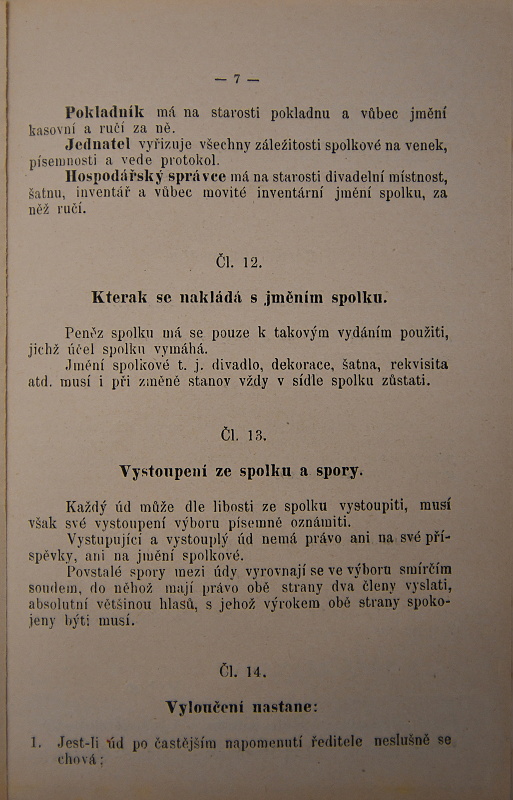 — 7 —
Pokladník má na starosti pokladnu a vůbec jmění
kasovní a ručí za ně.
Jednatel vyřizuje všechny záležitosti spolkové na venek,
písemnosti a vede protokol.
Hospodářský správce má na starosti divadelní místnost,
šatnu, inventář a vůbec movité inventární jmění spolku, za
něž ručí.
Čl. 12.
Kterak se nakládá s jměním spolku.
Peněz spolku má se pouze k takovým vydáním použiti,
jichž účel spolku vymáhá.
Jmění spolkové t. j. divadlo, dekorace, šatna, rekvisita
atd. musí i při změně stanov vždy v sídle spolku zůstati.
Čl. 13.
Vystoupení ze spolku a spory.
Každý úd může dle libosti ze spolku vystoupiti, musí
však své vystoupení výboru písemně oznámiti.
Vystupující a vystouplý úd nemá právo ani na své pří-
spěvky, ani na jmění spolkové.
Povstalé spory mezi údy vyrovnají se ve výboru smírčím
soudem, do něhož mají právo obě strany dva členy vyslati,
absolutní většinou hlasů, s jehož výrokem obě strany spoko-
jeny býti musí.
Čl. 14.
Vyloučení nastane:
1. Jest-li úd po častějším napomenutí ředitele neslušně se
chová;